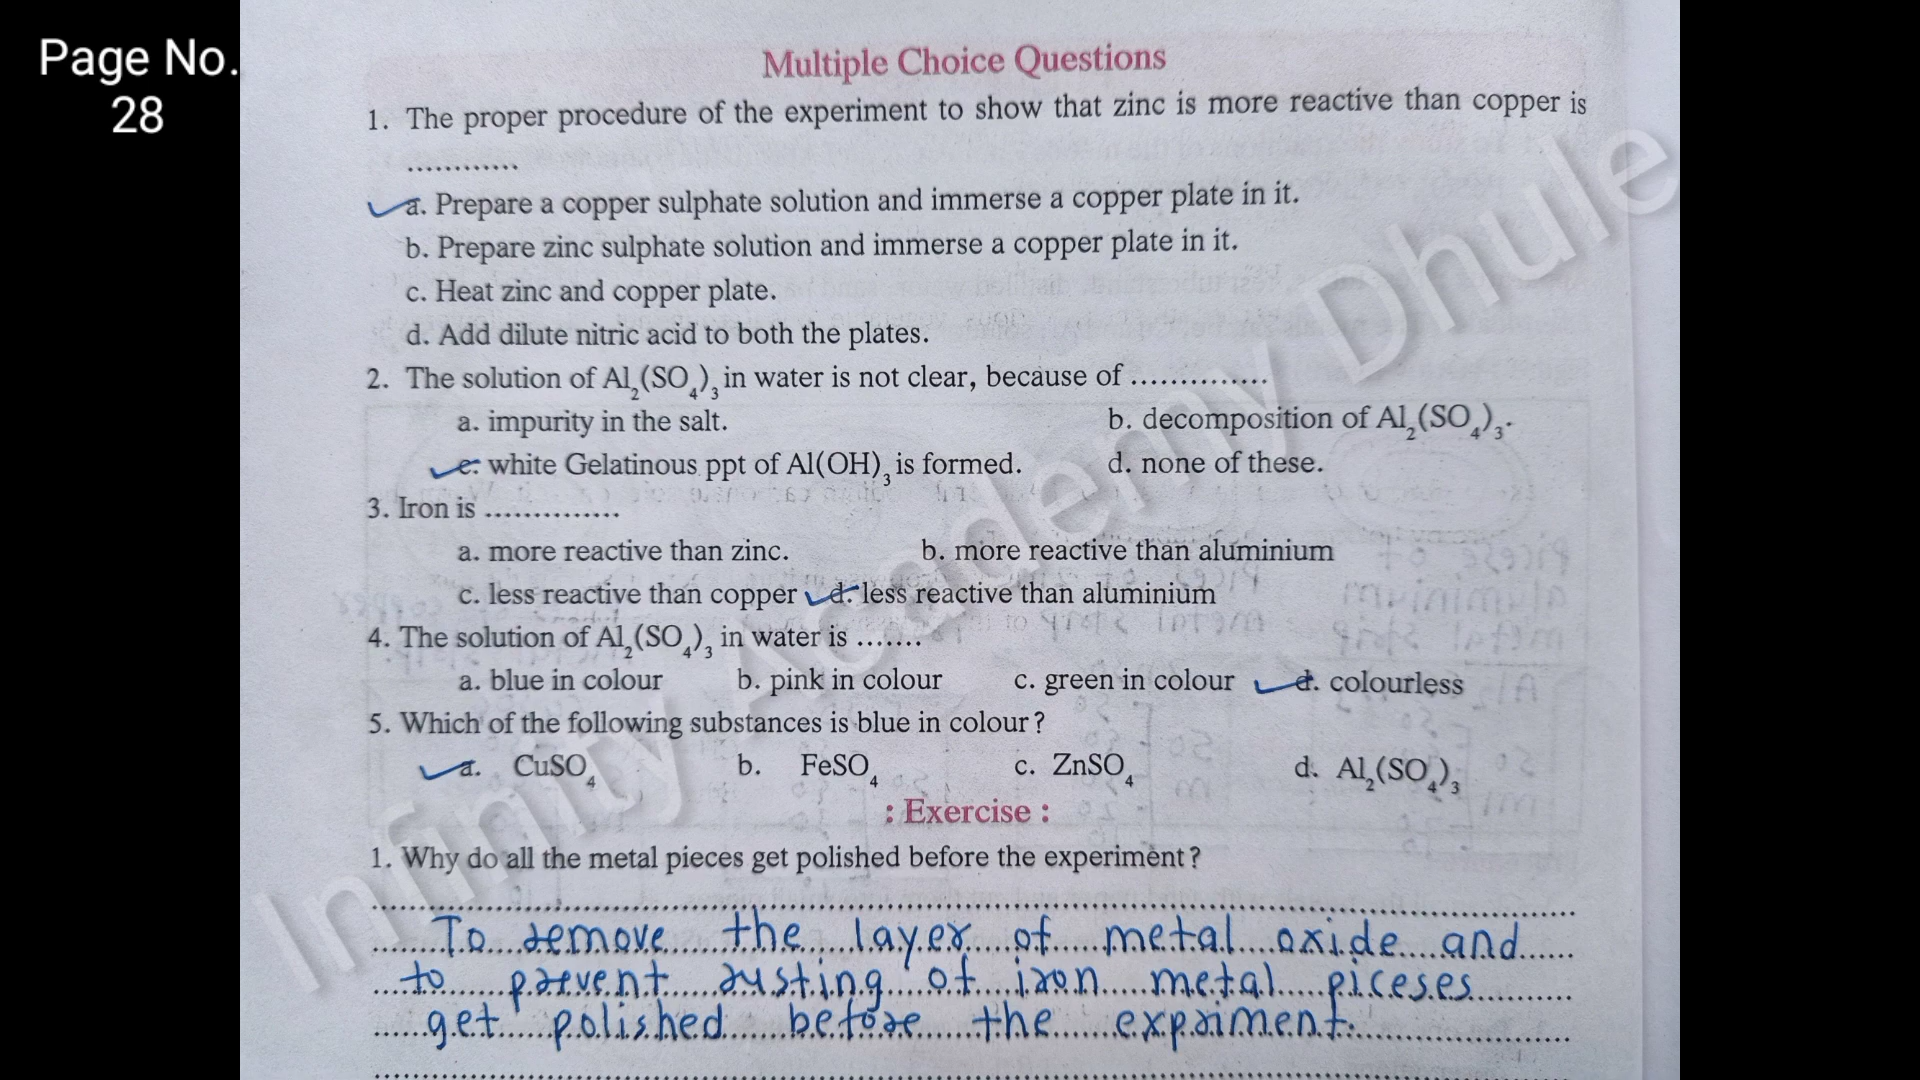 Page No.
28
Multiple Choice Questions
1. The proper procedure of the experiment to show that zinc is more reactive than copper is
............
a. Prepare a copper sulphate solution and immerse a copper plate in it.
b. Prepare zinc sulphate solution and immerse a copper plate in it.
c. Heat zinc and copper plate.
d. Add dilute nitric acid to both the plates.
2. The solution of Al₂(SO₄)₃ in water is not clear, because of ..............
a. impurity in the salt. b. decomposition of Al₂(SO₄)₃.
c. white Gelatinous ppt of Al(OH)₃ is formed. d. none of these.
3. Iron is ..............
a. more reactive than zinc. b. more reactive than aluminium
c. less reactive than copper d. less reactive than aluminium
4. The solution of Al₂(SO₄)₃ in water is .......
a. blue in colour b. pink in colour c. green in colour d. colourless
5. Which of the following substances is blue in colour?
a. CuSO₄ b. FeSO₄ c. ZnSO₄ d. Al₂(SO₄)₃
: Exercise :
1. Why do all the metal pieces get polished before the experiment?
To remove the layer of metal oxide and
to prevent rusting of iron metal piceses
get polished before the expriment.
Infinity Academy Dhule